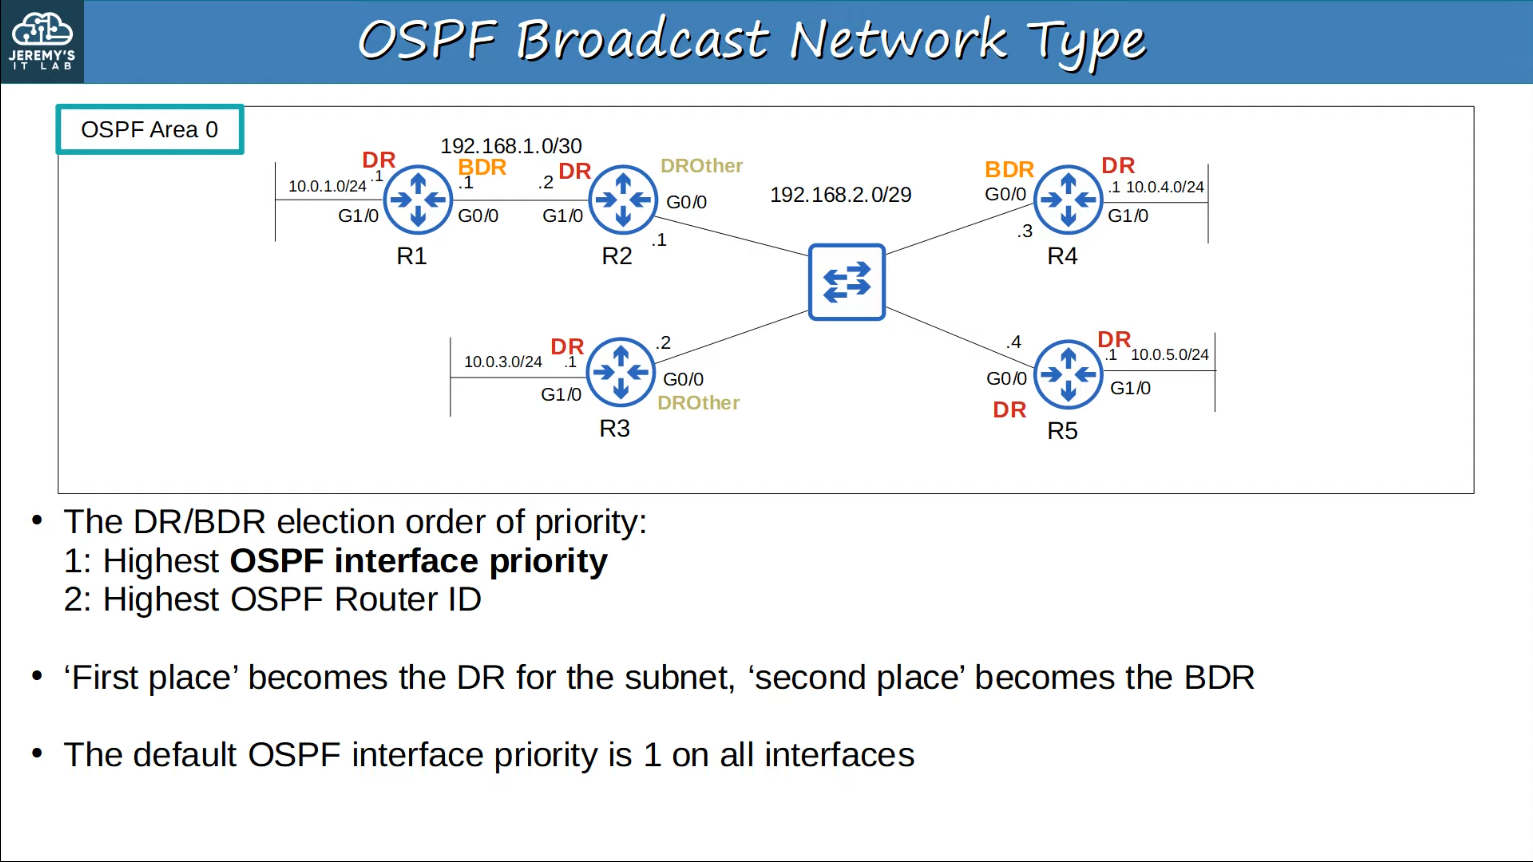 JEREMY'S
IT LAB
OSPF Broadcast Network Type
OSPF Area 0
192.168.1.0/30
DR
BDR
DR
DROther
10.0.1.0/24
.1
.1
.2
G1/0
G0/0
G1/0
G0/0
.1
R1
R2
192.168.2.0/29
BDR
DR
G0/0
.1
10.0.4.0/24
G1/0
.3
R4
DR
.2
10.0.3.0/24
.1
G1/0
G0/0
DROther
R3
.4
DR
.1
10.0.5.0/24
G0/0
G1/0
DR
R5
• The DR/BDR election order of priority:
1: Highest OSPF interface priority
2: Highest OSPF Router ID
• ‘First place’ becomes the DR for the subnet, ‘second place’ becomes the BDR
• The default OSPF interface priority is 1 on all interfaces